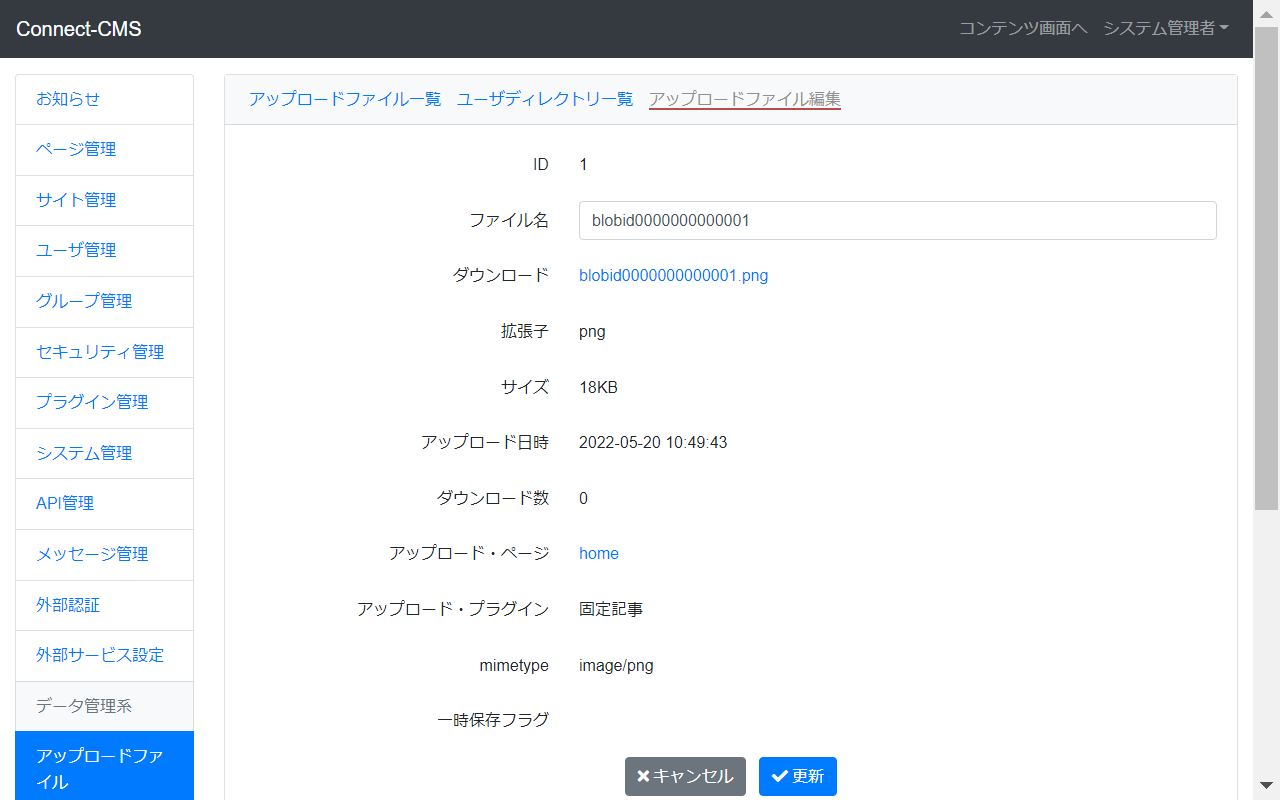 Connect-CMS コンテンツ画面へ システム管理者
お知らせ
ページ管理
サイト管理
ユーザ管理
グループ管理
セキュリティ管理
プラグイン管理
システム管理
API管理
メッセージ管理
外部認証
外部サービス設定
データ管理系
アップロードファ
イル
アップロードファイル一覧 ユーザディレクトリ一覧 アップロードファイル編集
ID 1
ファイル名 blobid0000000000001
ダウンロード blobid0000000000001.png
拡張子 png
サイズ 18KB
アップロード日時 2022-05-20 10:49:43
ダウンロード数 0
アップロード・ページ home
アップロード・プラグイン 固定記事
mimetype image/png
一時保存フラグ
キャンセル 更新